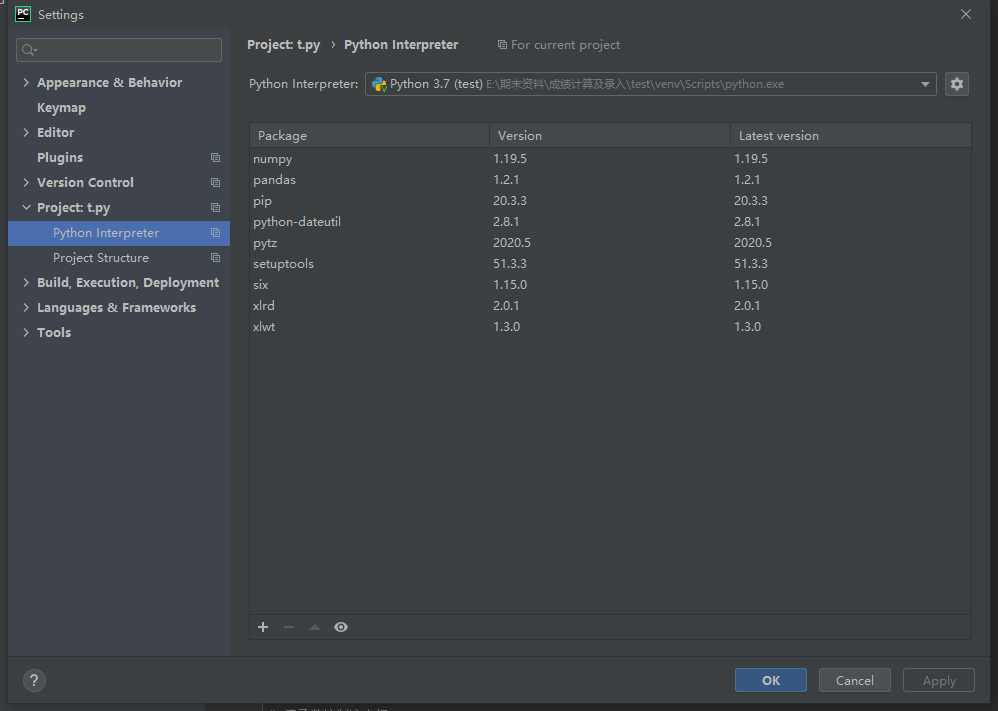 PC Settings
Project: t.py › Python Interpreter For current project
Appearance & Behavior
Keymap
Editor
Plugins
Version Control
Project: t.py
Python Interpreter
Project Structure
Build, Execution, Deployment
Languages & Frameworks
Tools
Python Interpreter: Python 3.7 (test) E:\期末资料\成绩计算及录入\test\venv\Scripts\python.exe
Package Version Latest version
numpy 1.19.5 1.19.5
pandas 1.2.1 1.2.1
pip 20.3.3 20.3.3
python-dateutil 2.8.1 2.8.1
pytz 2020.5 2020.5
setuptools 51.3.3 51.3.3
six 1.15.0 1.15.0
xlrd 2.0.1 2.0.1
xlwt 1.3.0 1.3.0
? OK Cancel Apply